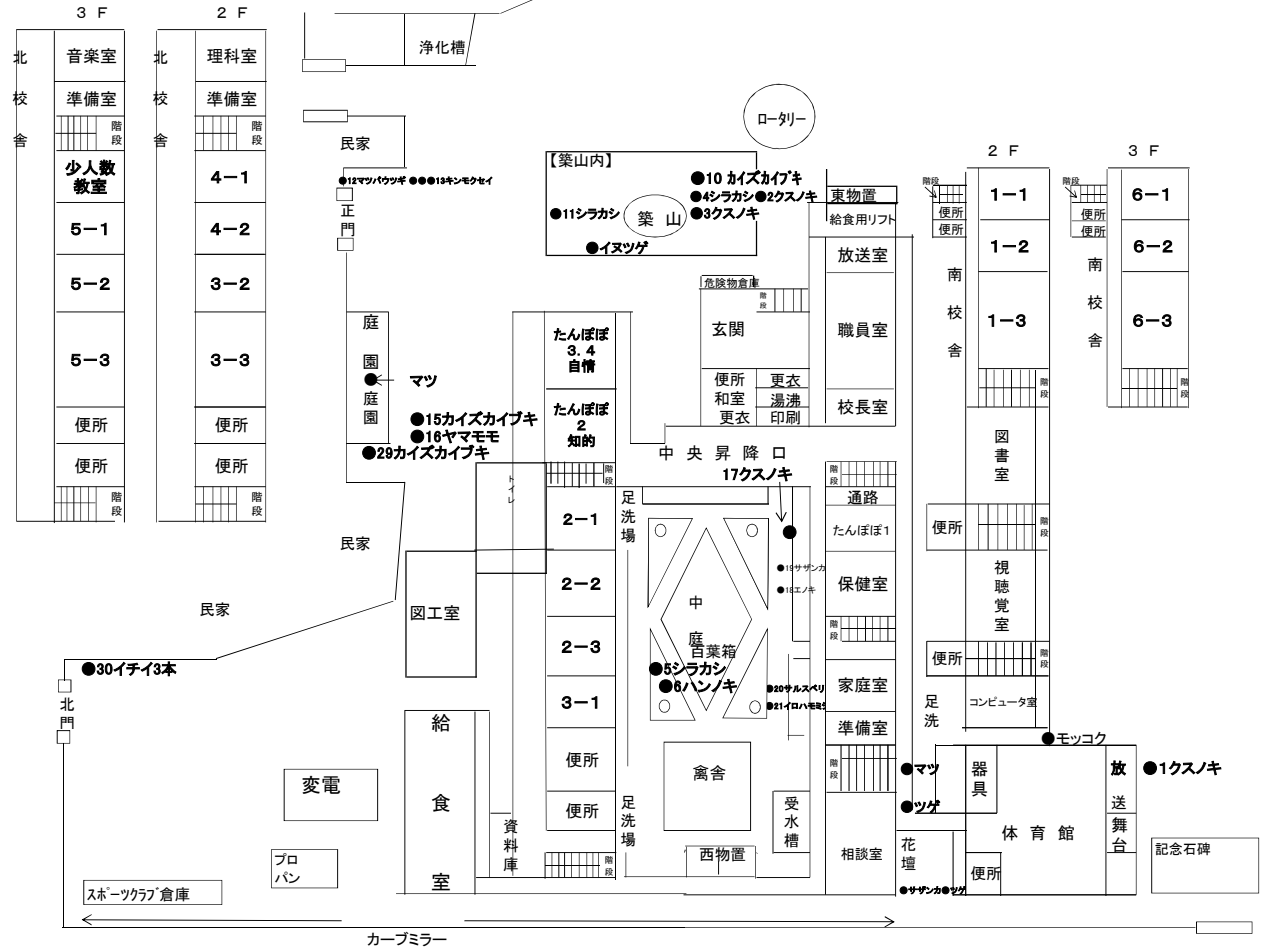 3 F
2 F
北校舎
音楽室
準備室
階段
少人数
教室
5-1
5-2
5-3
便所
便所
階段
北校舎
理科室
準備室
階段
4-1
4-2
3-2
3-3
便所
便所
階段
浄化槽
民家
●12マツバウツギ ●●●13キンモクセイ
正門
庭園
庭園
マツ
●15カイズカイブキ
●16ヤマモモ
●29カイズカイブキ
民家
民家
●30イチイ3本
北門
ロータリー
【築山内】
●10 カイズカイブキ
●4シラカシ●2クスノキ
●11シラカシ
築 山
●3クスノキ
●イヌツゲ
たんぽぽ
3.4
自情
たんぽぽ
2
知的
階段
トイレ
2-1
2-2
2-3
3-1
便所
便所
階段
図工室
給食室
資料庫
変電
プロ
パン
スポーツクラブ倉庫
カーブミラー
危険物倉庫
階段
玄関
便所
和室
更衣
更衣
湯沸
印刷
東物置
給食用リフト
放送室
職員室
校長室
中 央 昇 降 口
17クスノキ
足洗場
中庭
百葉箱
●5シラカシ
●6ハンノキ
●19サザンカ
●18エノキ
●20サルスベリ
●21イロハモミジ
禽舎
足洗場
西物置
受水槽
階段
通路
たんぽぽ1
保健室
階段
家庭室
準備室
階段
相談室
2 F
階段
便所
便所
南校舎
1-1
1-2
1-3
階段
図書室
便所
階段
視聴覚室
便所
階段
足洗
コンピュータ室
3 F
階段
便所
便所
南校舎
6-1
6-2
6-3
階段
●モッコク
●マツ
●ツゲ
器具
体 育 館
放送
舞台
●1クスノキ
花壇
便所
●サザンカ●ツゲ
記念石碑